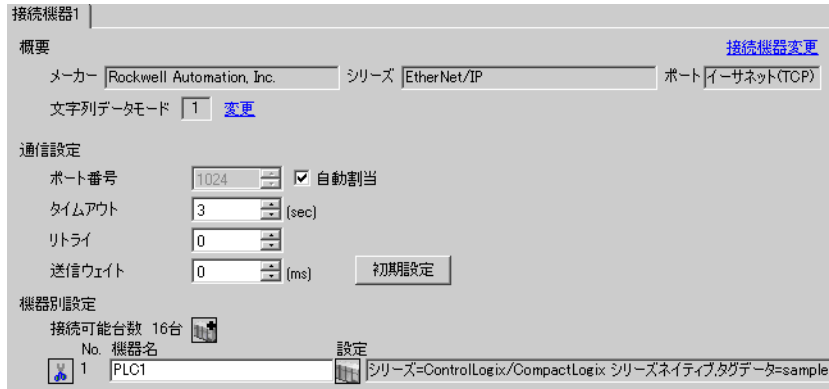 接続機器1
概要 接続機器変更
メーカー Rockwell Automation, Inc. シリーズ EtherNet/IP ポート イーサネット(TCP)
文字列データモード 1 変更
通信設定
ポート番号 1024 自動割当
タイムアウト 3 (sec)
リトライ 0
送信ウェイト 0 (ms) 初期設定
機器別設定
接続可能台数 16台
No. 機器名 設定
1 PLC1 シリーズ=ControlLogix/CompactLogix シリーズネイティブ,タグデータ=sample